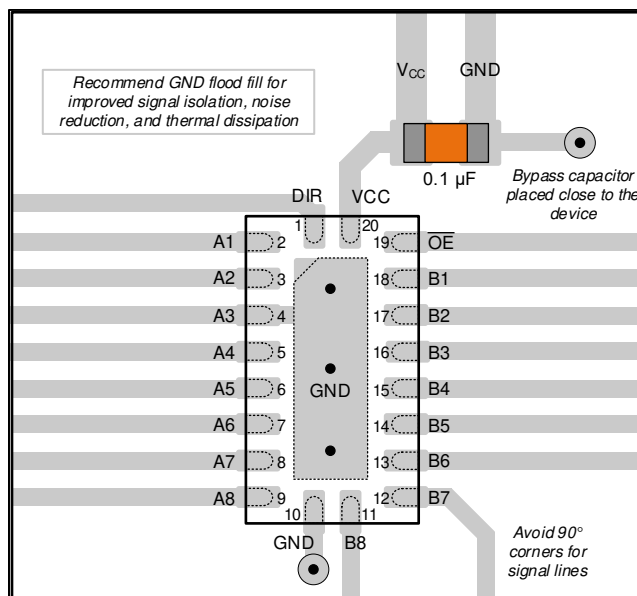 V_CC GND
Recommend GND flood fill for
improved signal isolation, noise
reduction, and thermal dissipation
0.1 µF
Bypass capacitor
placed close to the
device
DIR VCC
1 20
A1 2 19 O̅E̅
A2 3 18 B1
A3 4 17 B2
A4 5 16 B3
A5 6 GND 15 B4
A6 7 14 B5
A7 8 13 B6
A8 9 12 B7
10 11
GND B8
Avoid 90°
corners for
signal lines